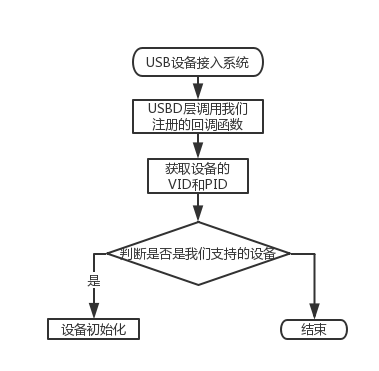 USB设备接入系统
USBD层调用我们
注册的回调函数
获取设备的
VID和PID
判断是否是我们支持的设备
是
设备初始化
结束